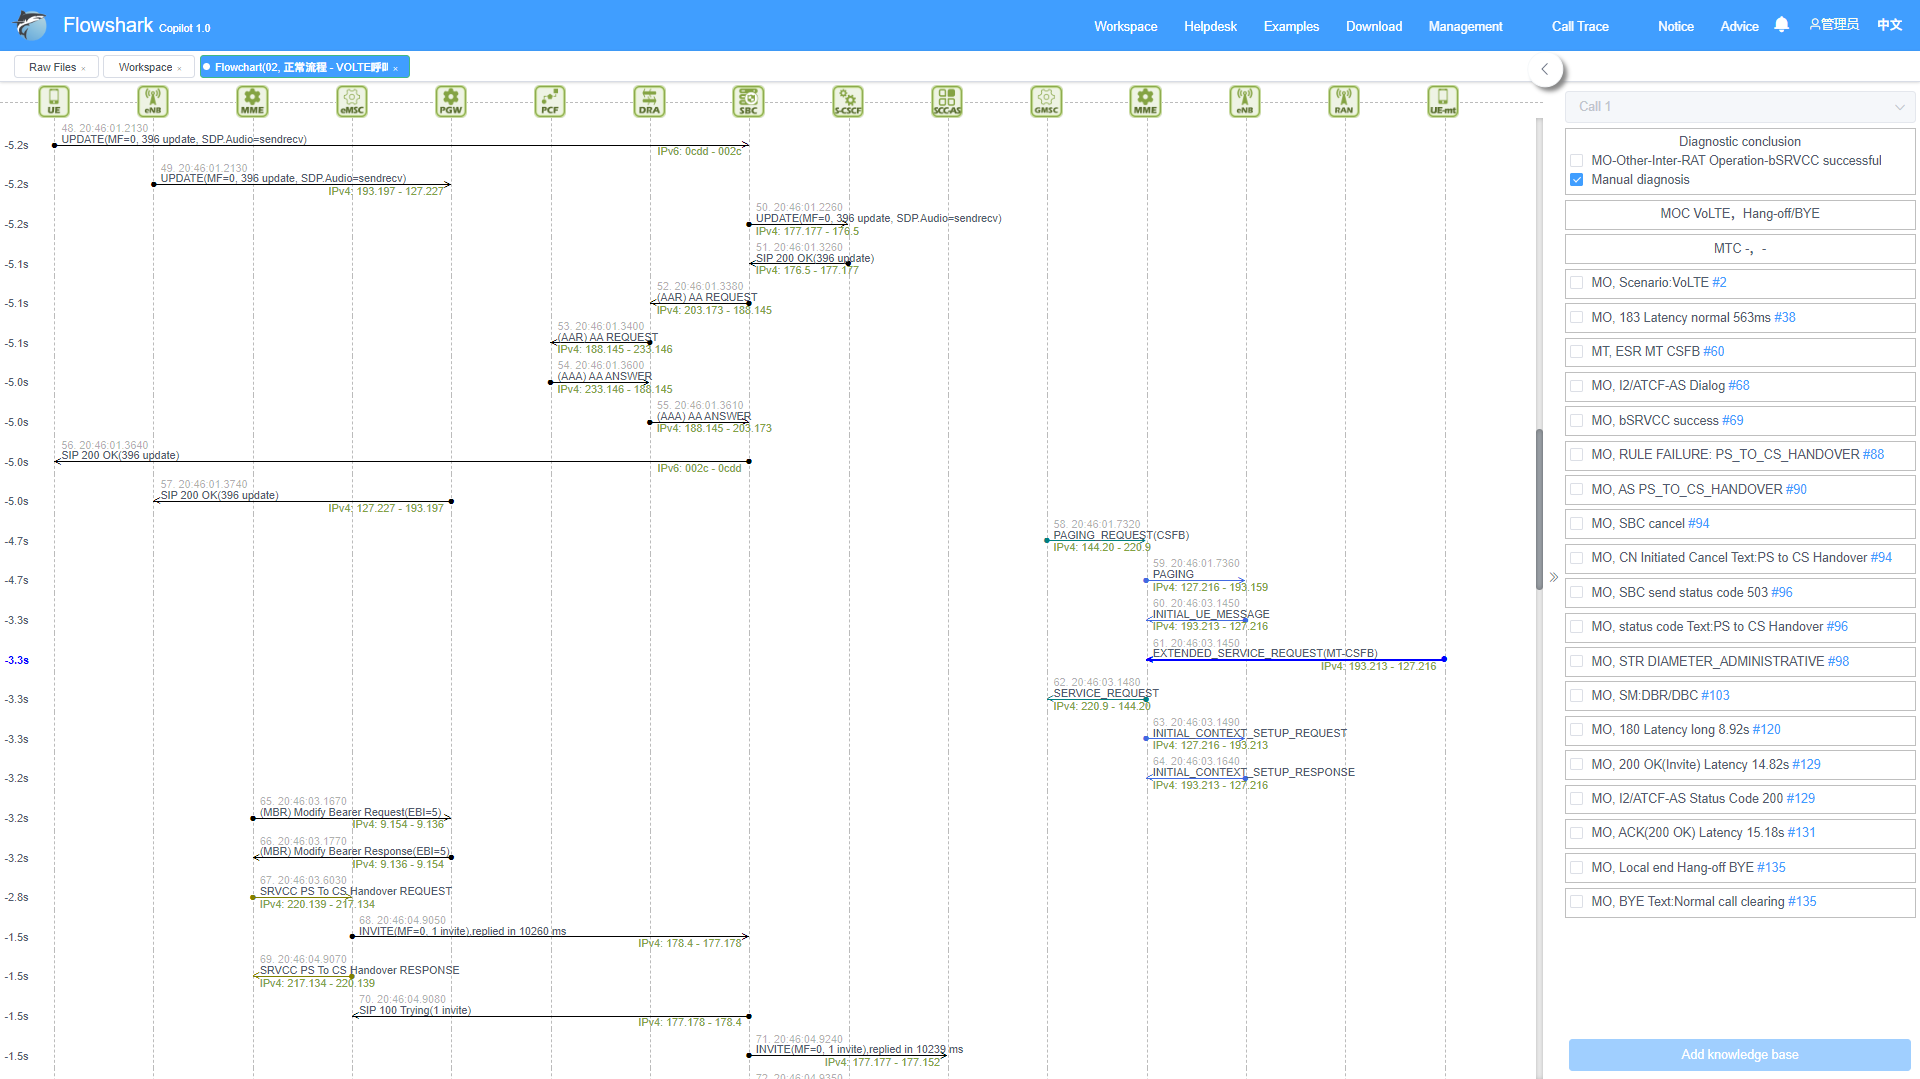 Flowshark Copilot 1.0
Workspace Helpdesk Examples Download Management Call Trace Notice Advice 管理员 中文
Raw Files × Workspace × Flowchart(02, 正常流程 - VOLTE呼叫 ×
UE eNB MME eMSC PGW PCF DRA SBC S-CSCF SCC-AS GMSC MME eNB RAN UE-mt
48. 20:46:01.2130
-5.2s UPDATE(MF=0, 396 update, SDP.Audio=sendrecv)
IPv6: 0cdd - 002c
49. 20:46:01.2130
-5.2s UPDATE(MF=0, 396 update, SDP.Audio=sendrecv)
IPv4: 193.197 - 127.227
50. 20:46:01.2260
-5.2s UPDATE(MF=0, 396 update, SDP.Audio=sendrecv)
IPv4: 177.177 - 176.5
51. 20:46:01.3260
-5.1s SIP 200 OK(396 update)
IPv4: 176.5 - 177.177
52. 20:46:01.3380
-5.1s (AAR) AA REQUEST
IPv4: 203.173 - 188.145
53. 20:46:01.3400
-5.1s (AAR) AA REQUEST
IPv4: 188.145 - 233.146
54. 20:46:01.3600
-5.0s (AAA) AA ANSWER
IPv4: 233.146 - 188.145
55. 20:46:01.3610
-5.0s (AAA) AA ANSWER
IPv4: 188.145 - 203.173
56. 20:46:01.3640
-5.0s SIP 200 OK(396 update)
IPv6: 002c - 0cdd
57. 20:46:01.3740
-5.0s SIP 200 OK(396 update)
IPv4: 127.227 - 193.197
58. 20:46:01.7320
-4.7s PAGING_REQUEST(CSFB)
IPv4: 144.20 - 220.9
59. 20:46:01.7360
-4.7s PAGING
IPv4: 127.216 - 193.159
60. 20:46:03.1450
-3.3s INITIAL_UE_MESSAGE
IPv4: 193.213 - 127.216
61. 20:46:03.1450
-3.3s EXTENDED_SERVICE_REQUEST(MT-CSFB)
IPv4: 193.213 - 127.216
62. 20:46:03.1480
-3.3s SERVICE_REQUEST
IPv4: 220.9 - 144.20
63. 20:46:03.1490
-3.3s INITIAL_CONTEXT_SETUP_REQUEST
IPv4: 127.216 - 193.213
64. 20:46:03.1640
-3.2s INITIAL_CONTEXT_SETUP_RESPONSE
IPv4: 193.213 - 127.216
65. 20:46:03.1670
-3.2s (MBR) Modify Bearer Request(EBI=5)
IPv4: 9.154 - 9.136
66. 20:46:03.1770
-3.2s (MBR) Modify Bearer Response(EBI=5)
IPv4: 9.136 - 9.154
67. 20:46:03.6030
-2.8s SRVCC PS To CS Handover REQUEST
IPv4: 220.139 - 217.134
68. 20:46:04.9050
-1.5s INVITE(MF=0, 1 invite),replied in 10260 ms
IPv4: 178.4 - 177.178
69. 20:46:04.9070
-1.5s SRVCC PS To CS Handover RESPONSE
IPv4: 217.134 - 220.139
70. 20:46:04.9080
-1.5s SIP 100 Trying(1 invite)
IPv4: 177.178 - 178.4
71. 20:46:04.9240
-1.5s INVITE(MF=0, 1 invite),replied in 10239 ms
IPv4: 177.177 - 177.152
72. 20:46:04.9350
Call 1
Diagnostic conclusion
MO-Other-Inter-RAT Operation-bSRVCC successful
Manual diagnosis
MOC VoLTE，Hang-off/BYE
MTC -，-
MO, Scenario:VoLTE #2
MO, 183 Latency normal 563ms #38
MT, ESR MT CSFB #60
MO, I2/ATCF-AS Dialog #68
MO, bSRVCC success #69
MO, RULE FAILURE: PS_TO_CS_HANDOVER #88
MO, AS PS_TO_CS_HANDOVER #90
MO, SBC cancel #94
MO, CN Initiated Cancel Text:PS to CS Handover #94
MO, SBC send status code 503 #96
MO, status code Text:PS to CS Handover #96
MO, STR DIAMETER_ADMINISTRATIVE #98
MO, SM:DBR/DBC #103
MO, 180 Latency long 8.92s #120
MO, 200 OK(Invite) Latency 14.82s #129
MO, I2/ATCF-AS Status Code 200 #129
MO, ACK(200 OK) Latency 15.18s #131
MO, Local end Hang-off BYE #135
MO, BYE Text:Normal call clearing #135
Add knowledge base